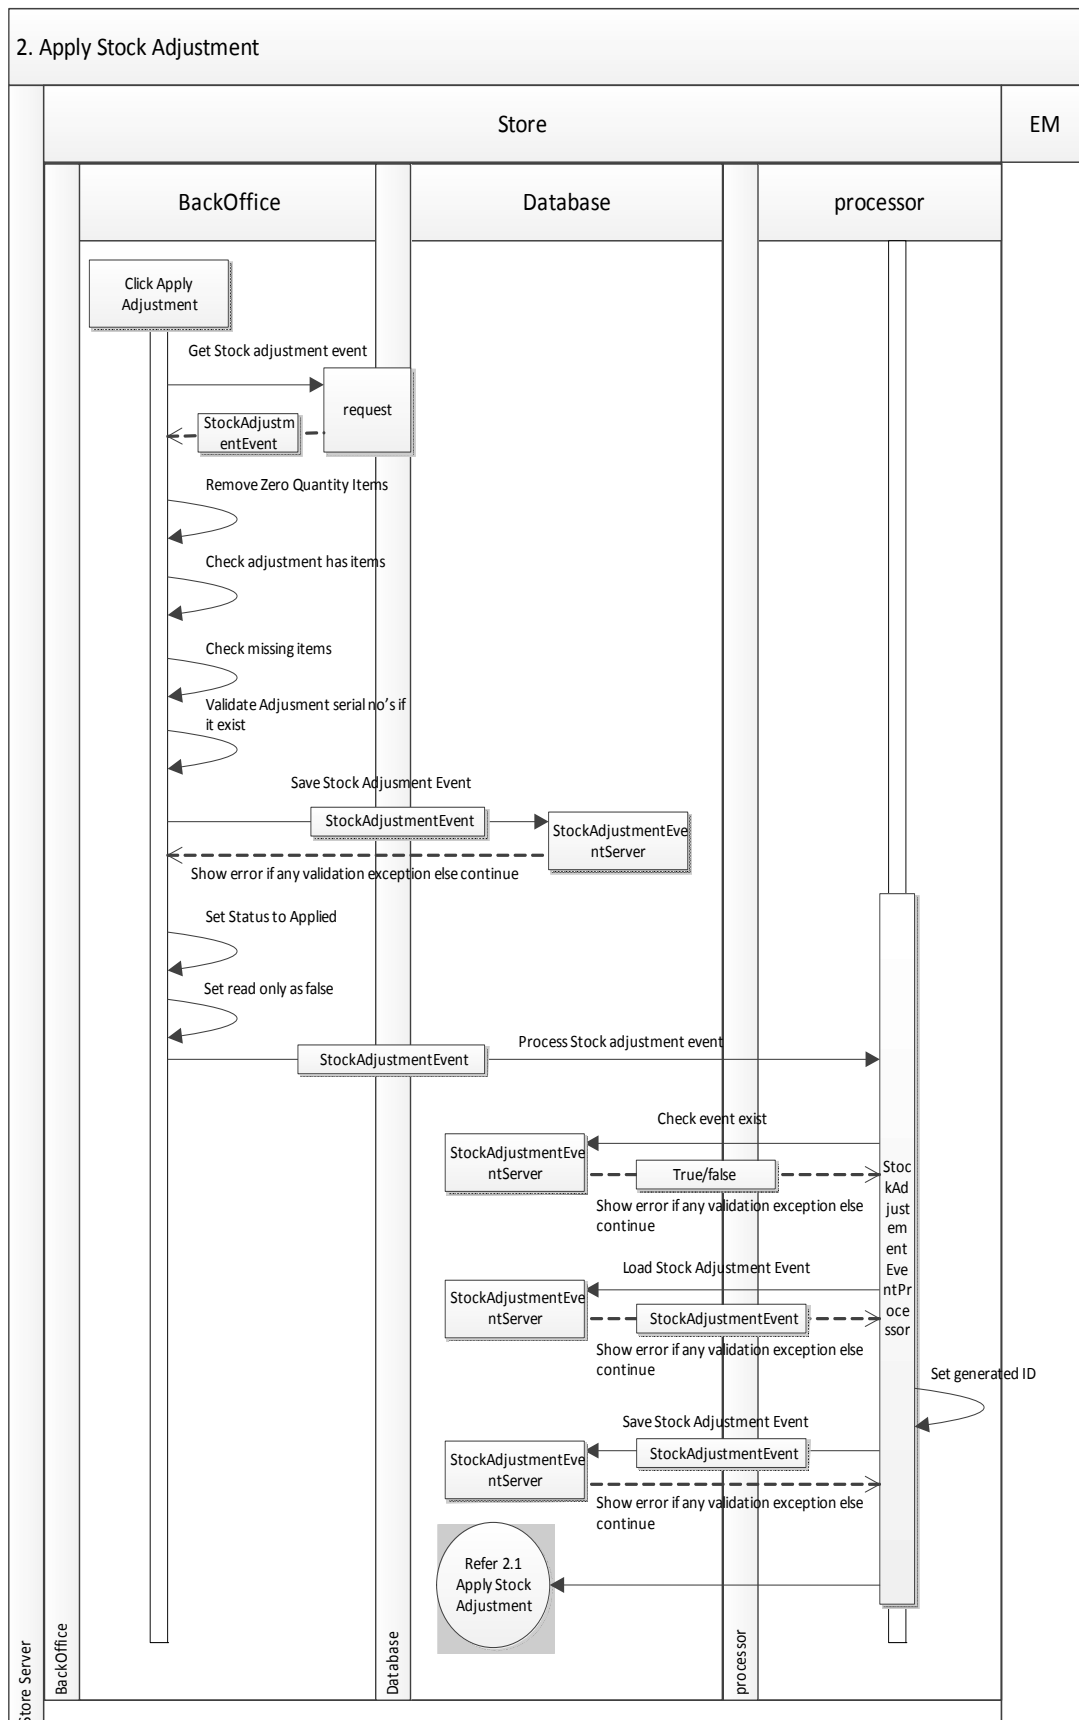 2. Apply Stock Adjustment
Store
EM
BackOffice
Database
processor
Click Apply
Adjustment
Get Stock adjustment event
request
StockAdjustm
entEvent
Remove Zero Quantity Items
Check adjustment has items
Check missing items
Validate Adjusment serial no's if
it exist
Save Stock Adjusment Event
StockAdjustmentEvent
StockAdjustmentEve
ntServer
Show error if any validation exception else continue
Set Status to Applied
Set read only as false
Process Stock adjustment event
StockAdjustmentEvent
Check event exist
StockAdjustmentEve
ntServer
True/false
Show error if any validation exception else
continue
Stoc
kAd
just
em
ent
Eve
ntPr
oce
ssor
Load Stock Adjustment Event
StockAdjustmentEve
ntServer
StockAdjustmentEvent
Show error if any validation exception else
continue
Set generated ID
Save Stock Adjustment Event
StockAdjustmentEve
ntServer
StockAdjustmentEvent
Show error if any validation exception else
continue
Refer 2.1
Apply Stock
Adjustment
Store Server
BackOffice
Database
processor